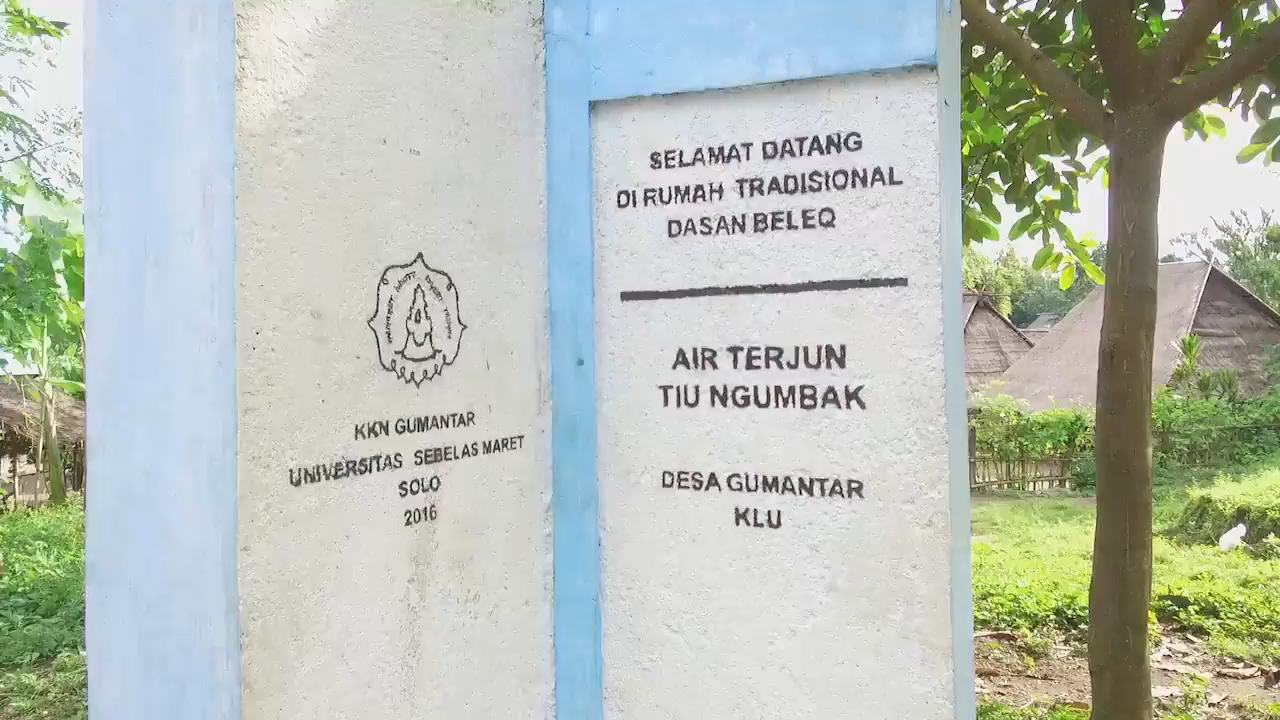 KKN GUMANTAR
UNIVERSITAS SEBELAS MARET
SOLO
2016
SELAMAT DATANG
DI RUMAH TRADISIONAL
DASAN BELEQ
AIR TERJUN
TIU NGUMBAK
DESA GUMANTAR
KLU